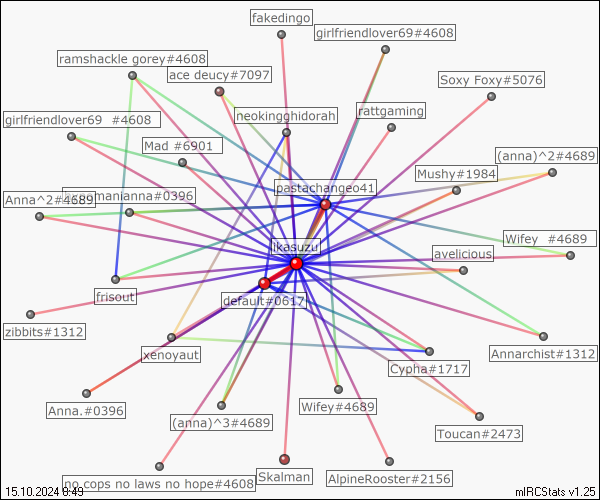 fakedingo
girlfriendlover69#4608
ramshackle gorey#4608
ace deucy#7097
Soxy Foxy#5076
neokingghidorah
rattgaming
girlfriendlover69 #4608
Mad #6901
(anna)^2#4689
Mushy#1984
pastachangeo41
Anna^2#4689
manianna#0396
Wifey #4689
ikasuzu
avelicious
frisout
default#0617
zibbits#1312
Annarchist#1312
xenoyaut
Cypha#1717
Anna.#0396
Wifey#4689
(anna)^3#4689
Toucan#2473
no cops no laws no hope#4608
Skalman
AlpineRooster#2156
15.10.2024 8:49
mIRCStats v1.25